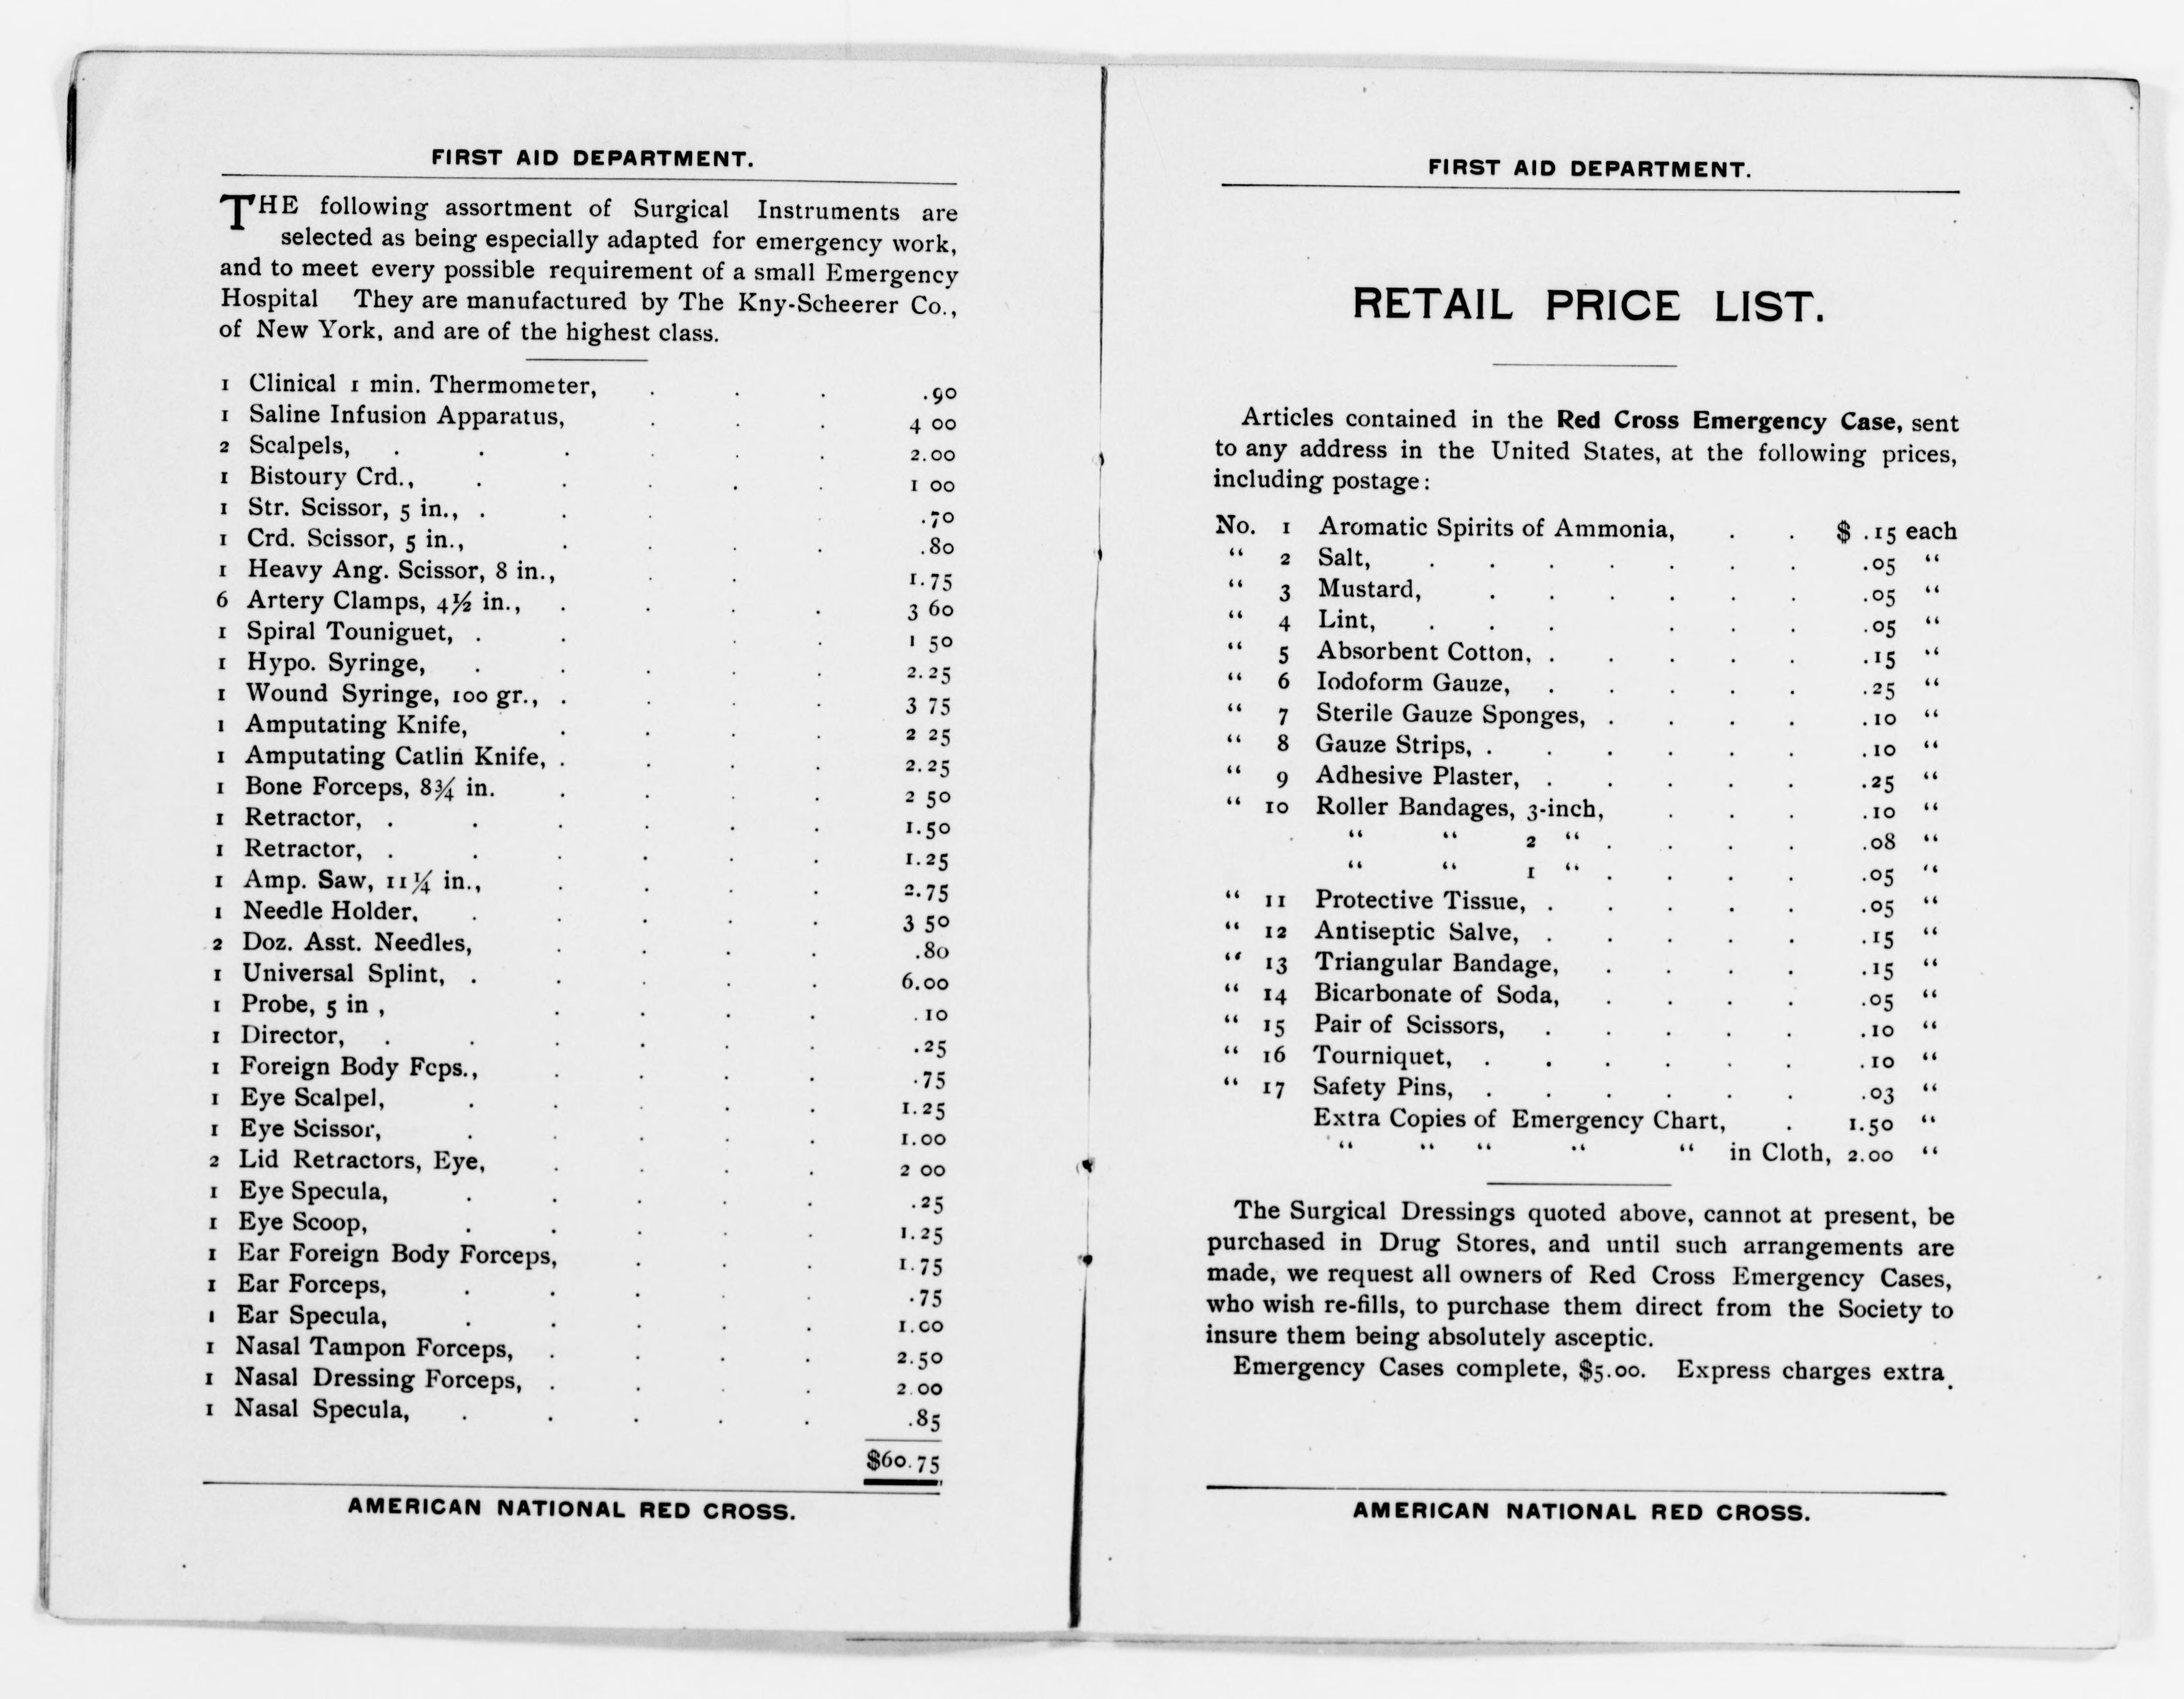 FIRST AID DEPARTMENT.
THE following assortment of Surgical Instruments are
selected as being especially adapted for emergency work,
and to meet every possible requirement of a small Emergency
Hospital They are manufactured by The Kny-Scheerer Co.,
of New York, and are of the highest class.
1 Clinical 1 min. Thermometer, . . . .90
1 Saline Infusion Apparatus, . . . 4 00
2 Scalpels, . . . . . . 2.00
1 Bistoury Crd., . . . . . 1 00
1 Str. Scissor, 5 in., . . . . .70
1 Crd. Scissor, 5 in., . . . . .80
1 Heavy Ang. Scissor, 8 in., . . 1.75
6 Artery Clamps, 4½ in., . . . . 3 60
1 Spiral Touniguet, . . . . 1 50
1 Hypo. Syringe, . . . . . 2.25
1 Wound Syringe, 100 gr., . . . . 3 75
1 Amputating Knife, . . . . 2 25
1 Amputating Catlin Knife, . . . . 2.25
1 Bone Forceps, 8¾ in. . . . . 2 50
1 Retractor, . . . . . . 1.50
1 Retractor, . . . . . . 1.25
1 Amp. Saw, 11¼ in., . . . . 2.75
1 Needle Holder, . . . . . 3 50
2 Doz. Asst. Needles, . . . . .80
1 Universal Splint, . . . . . 6.00
1 Probe, 5 in , . . . . .10
1 Director, . . . . . . .25
1 Foreign Body Fcps., . . . . .75
1 Eye Scalpel, . . . . . 1.25
1 Eye Scissor, . . . . . 1.00
2 Lid Retractors, Eye, . . . . 2 00
1 Eye Specula, . . . . . .25
1 Eye Scoop, . . . . . 1.25
1 Ear Foreign Body Forceps, . . . 1.75
1 Ear Forceps, . . . . . .75
1 Ear Specula, . . . . . 1.00
1 Nasal Tampon Forceps, . . . . 2.50
1 Nasal Dressing Forceps, . . . . 2.00
1 Nasal Specula, . . . . . .85
$60.75
AMERICAN NATIONAL RED CROSS.
FIRST AID DEPARTMENT.
RETAIL PRICE LIST.
Articles contained in the Red Cross Emergency Case, sent
to any address in the United States, at the following prices,
including postage:
No. 1 Aromatic Spirits of Ammonia, . . $ .15 each
“ 2 Salt, . . . . . . . .05 “
“ 3 Mustard, . . . . . . .05 “
“ 4 Lint, . . . . . . .05 “
“ 5 Absorbent Cotton, . . . . . .15 “
“ 6 Iodoform Gauze, . . . . . .25 “
“ 7 Sterile Gauze Sponges, . . . . .10 “
“ 8 Gauze Strips, . . . . . . .10 “
“ 9 Adhesive Plaster, . . . . . .25 “
“ 10 Roller Bandages, 3-inch, . . . .10 “
“ “ 2 “ . . . . .08 “
“ “ 1 “ . . . . .05 “
“ 11 Protective Tissue, . . . . . .05 “
“ 12 Antiseptic Salve, . . . . . .15 “
“ 13 Triangular Bandage, . . . . .15 “
“ 14 Bicarbonate of Soda, . . . . .05 “
“ 15 Pair of Scissors, . . . . . .10 “
“ 16 Tourniquet, . . . . . . .10 “
“ 17 Safety Pins, . . . . . . .03 “
Extra Copies of Emergency Chart, . 1.50 “
“ “ “ “ “ in Cloth, 2.00 “
The Surgical Dressings quoted above, cannot at present, be
purchased in Drug Stores, and until such arrangements are
made, we request all owners of Red Cross Emergency Cases,
who wish re-fills, to purchase them direct from the Society to
insure them being absolutely asceptic.
Emergency Cases complete, $5.00. Express charges extra.
AMERICAN NATIONAL RED CROSS.